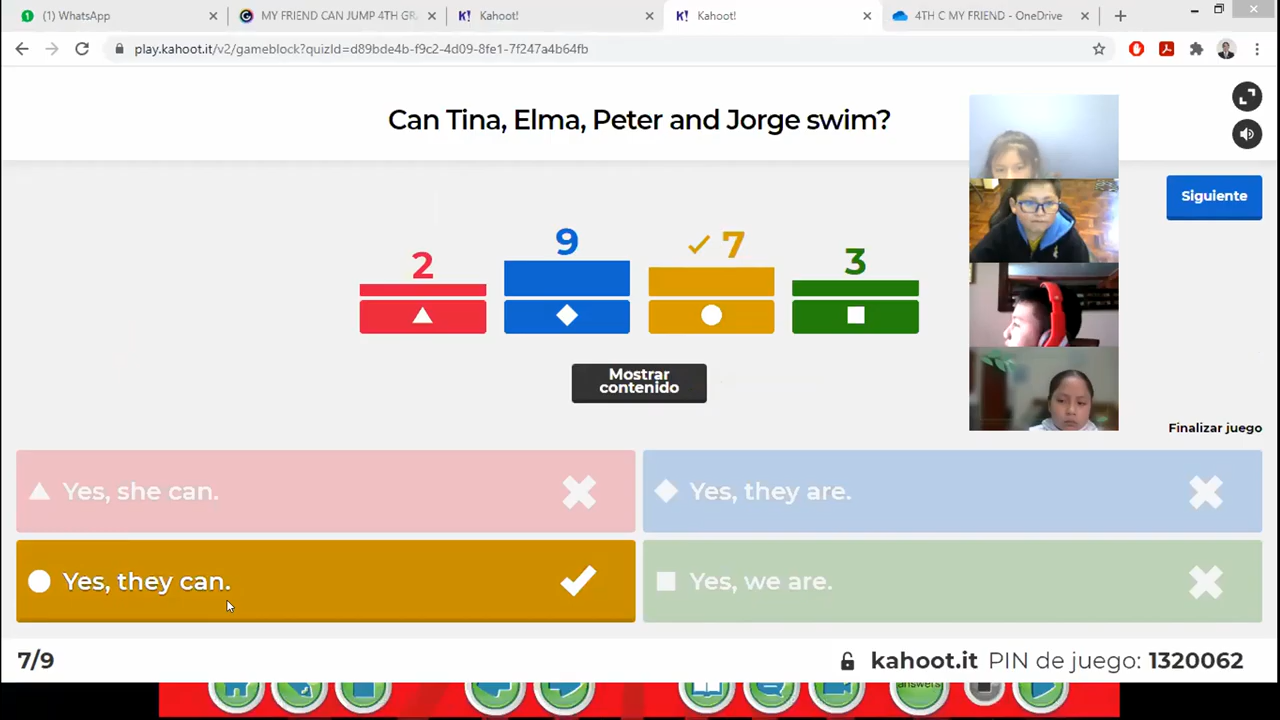 (1) WhatsApp
MY FRIEND CAN JUMP 4TH GR
Kahoot!
Kahoot!
4TH C MY FRIEND - OneDrive
play.kahoot.it/v2/gameblock?quizId=d89bde4b-f9c2-4d09-8fe1-7f247a4b64fb
Can Tina, Elma, Peter and Jorge swim?
Siguiente
2
9
7
3
Mostrar
contenido
Finalizar juego
Yes, she can.
Yes, they are.
Yes, they can.
Yes, we are.
7/9
kahoot.it PIN de juego: 1320062
answers